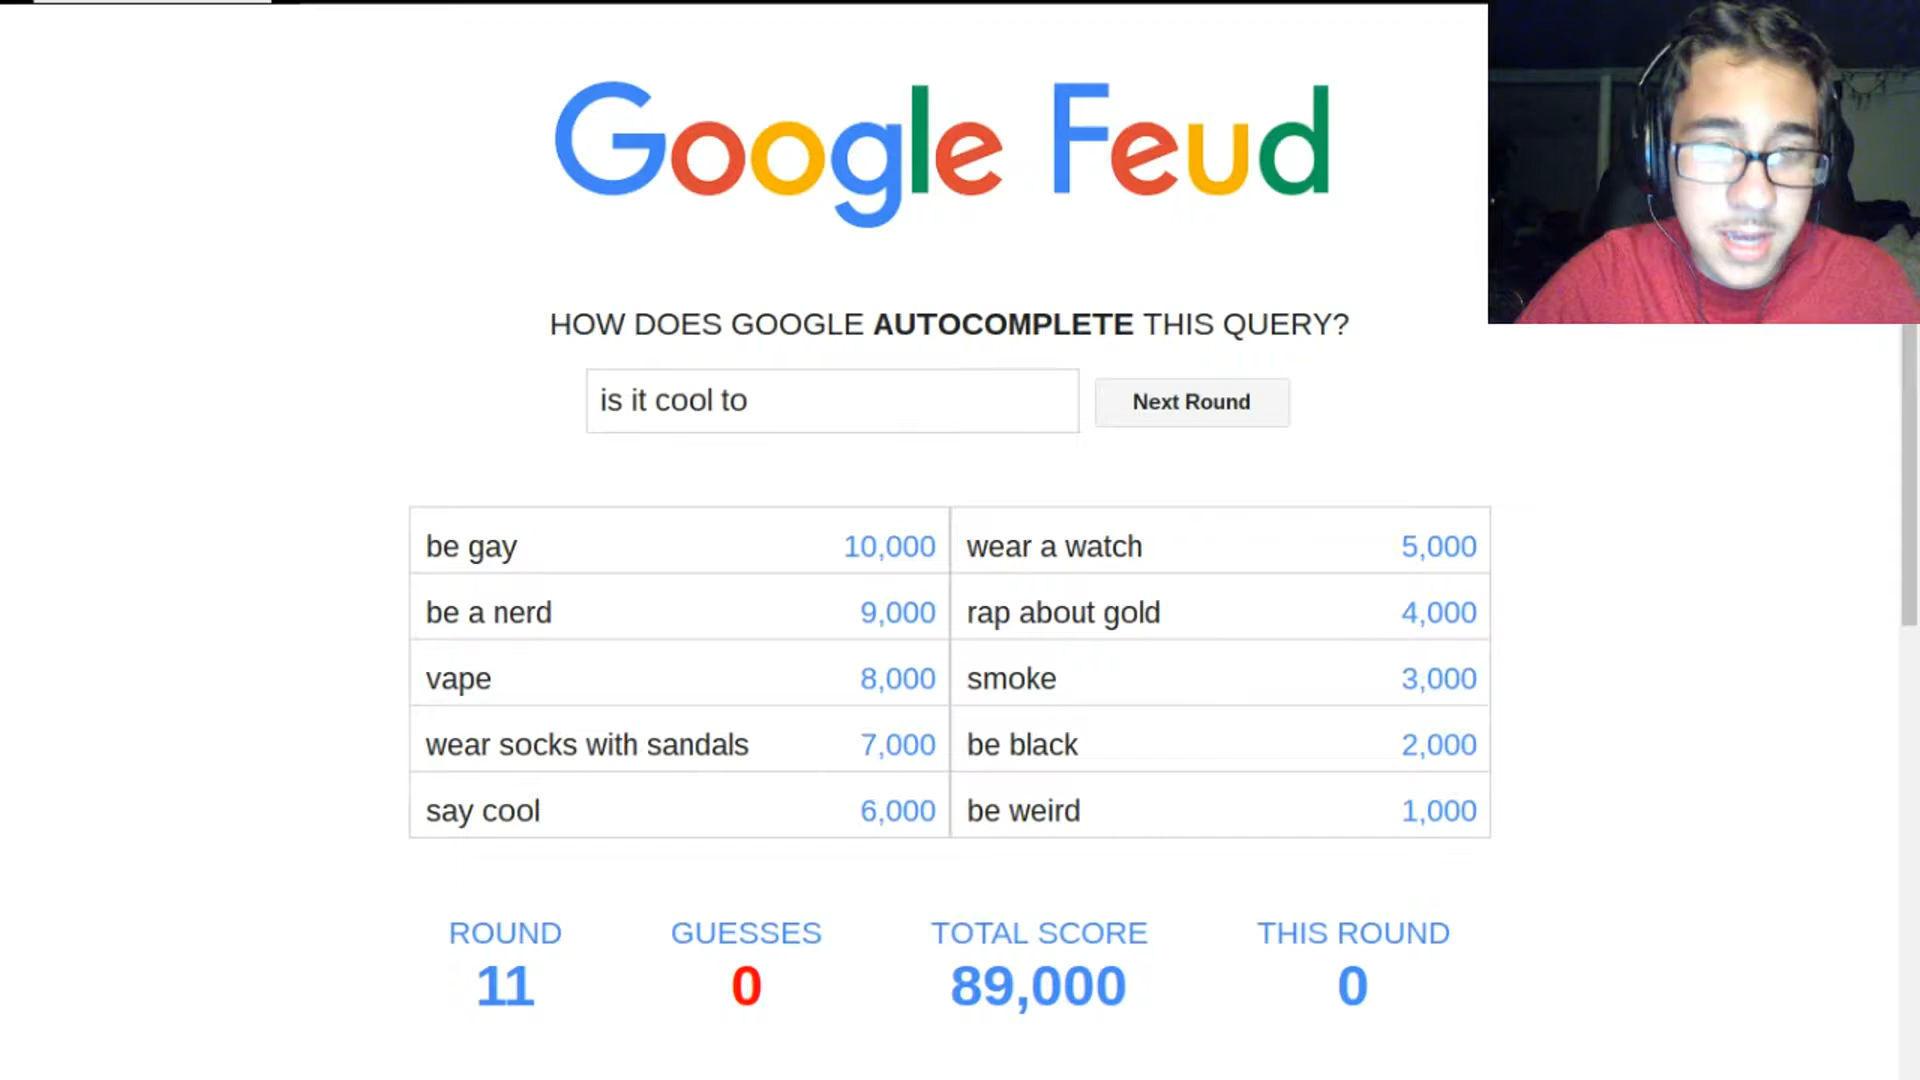 Google Feud
HOW DOES GOOGLE AUTOCOMPLETE THIS QUERY?
is it cool to
Next Round
be gay 10,000
be a nerd 9,000
vape 8,000
wear socks with sandals 7,000
say cool 6,000
wear a watch 5,000
rap about gold 4,000
smoke 3,000
be black 2,000
be weird 1,000
ROUND GUESSES TOTAL SCORE THIS ROUND
11 0 89,000 0